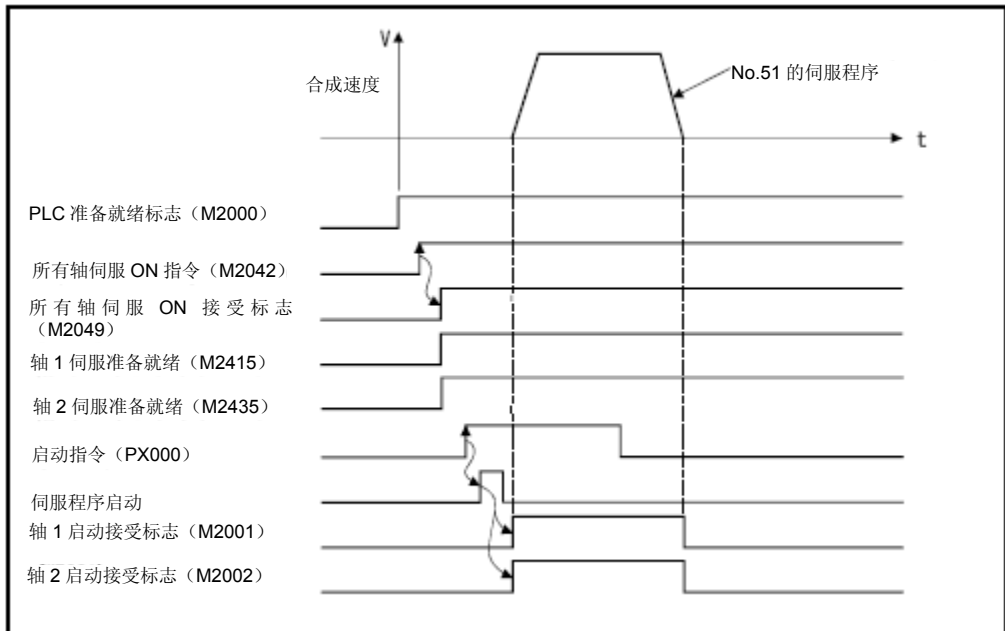 V
合成速度
No.51 的伺服程序
t
PLC 准备就绪标志（M2000）
所有轴伺服 ON 指令（M2042）
所有轴伺服 ON 接受标志
（M2049）
轴 1 伺服准备就绪（M2415）
轴 2 伺服准备就绪（M2435）
启动指令（PX000）
伺服程序启动
轴 1 启动接受标志（M2001）
轴 2 启动接受标志（M2002）